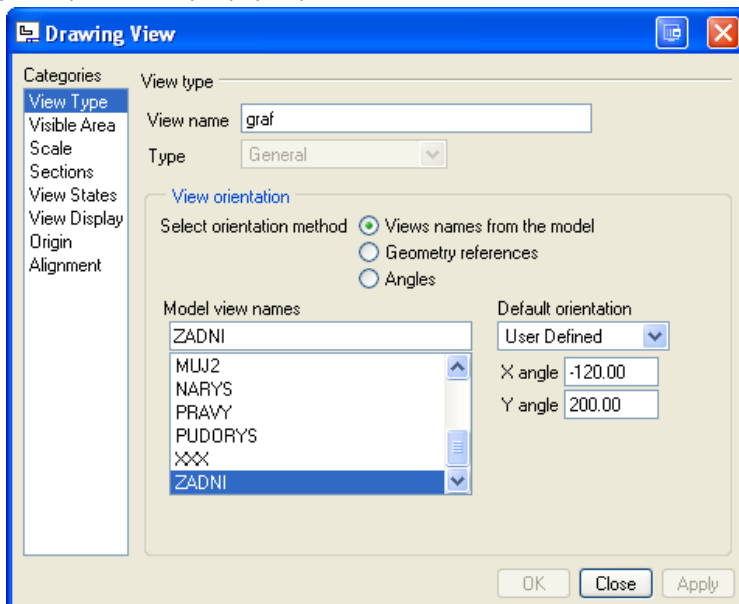 Drawing View
Categories
View Type
Visible Area
Scale
Sections
View States
View Display
Origin
Alignment
View type
View name graf
Type General
View orientation
Select orientation method Views names from the model
Geometry references
Angles
Model view names
ZADNI
MUJ2
NARYS
PRAVY
PUDORYS
XXX
ZADNI
Default orientation
User Defined
X angle -120.00
Y angle 200.00
OK Close Apply